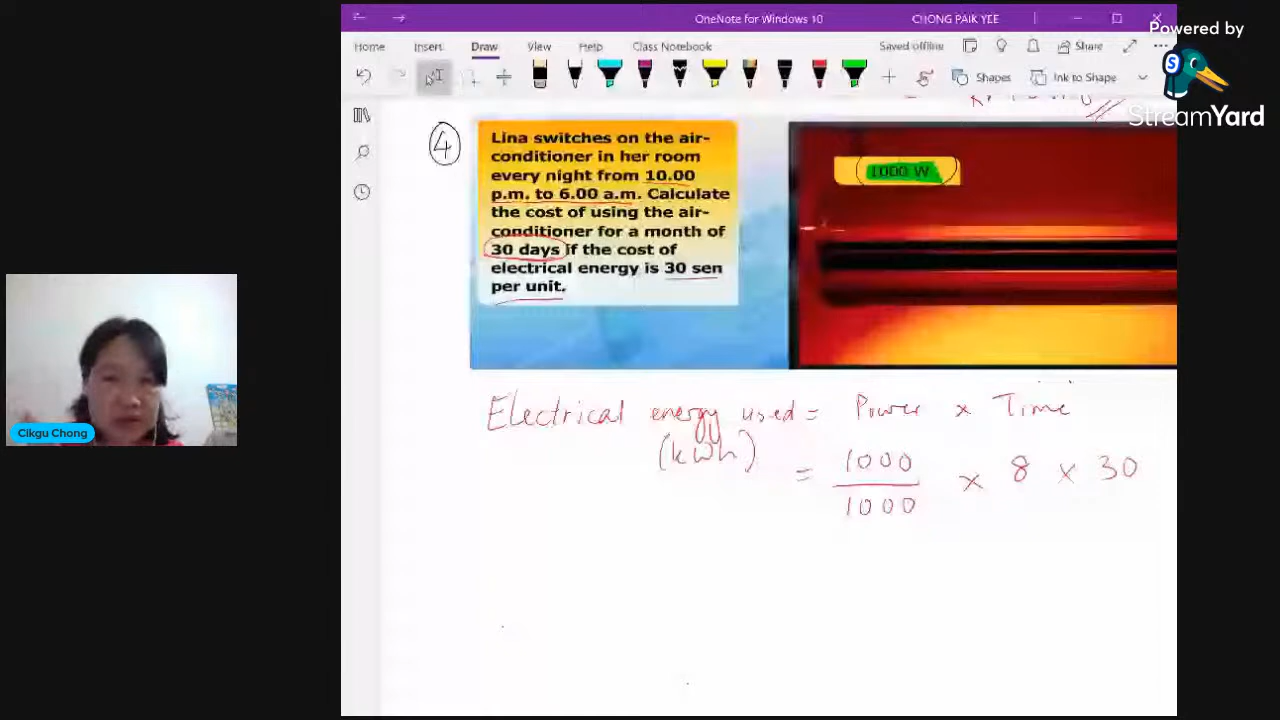 OneNote for Windows 10
CHONG PAIK YEE
Powered by
StreamYard
Home Insert Draw View Help Class Notebook
Saved offline
Share
Shapes
Ink to Shape
4
Lina switches on the air-
conditioner in her room
every night from 10.00
p.m. to 6.00 a.m. Calculate
the cost of using the air-
conditioner for a month of
30 days if the cost of
electrical energy is 30 sen
per unit.
1000 W
Electrical energy used = Power x Time
(kWh)
= 1000 x 8 x 30
1000
Cikgu Chong